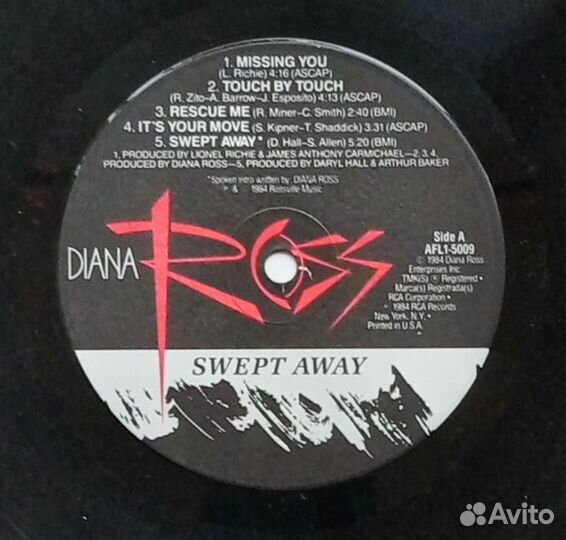 1. MISSING YOU
(L. Richie) 4:16 (ASCAP)
2. TOUCH BY TOUCH
(R. Zito–A. Barrow–J. Esposito) 4:13 (ASCAP)
3. RESCUE ME (R. Miner–C. Smith) 2:40 (BMI)
4. IT'S YOUR MOVE (S. Kipner–T. Shaddick) 3:31 (ASCAP)
5. SWEPT AWAY* (D. Hall–S. Allen) 5:20 (BMI)
1. PRODUCED BY LIONEL RICHIE & JAMES ANTHONY CARMICHAEL—2, 3, 4.
PRODUCED BY DIANA ROSS—5. PRODUCED BY DARYL HALL & ARTHUR BAKER
*Spoken intro written by DIANA ROSS
℗ & © 1984 Rossville Music
DIANA ROSS
Side A
AFL1-5009
© 1984 Diana Ross
Enterprises Inc.
TMK(S) ® Registered •
Marca(s) Registrada(s)
RCA Corporation •
℗ 1984 RCA Records
New York, N.Y. •
Printed in U.S.A.
SWEPT AWAY
Avito